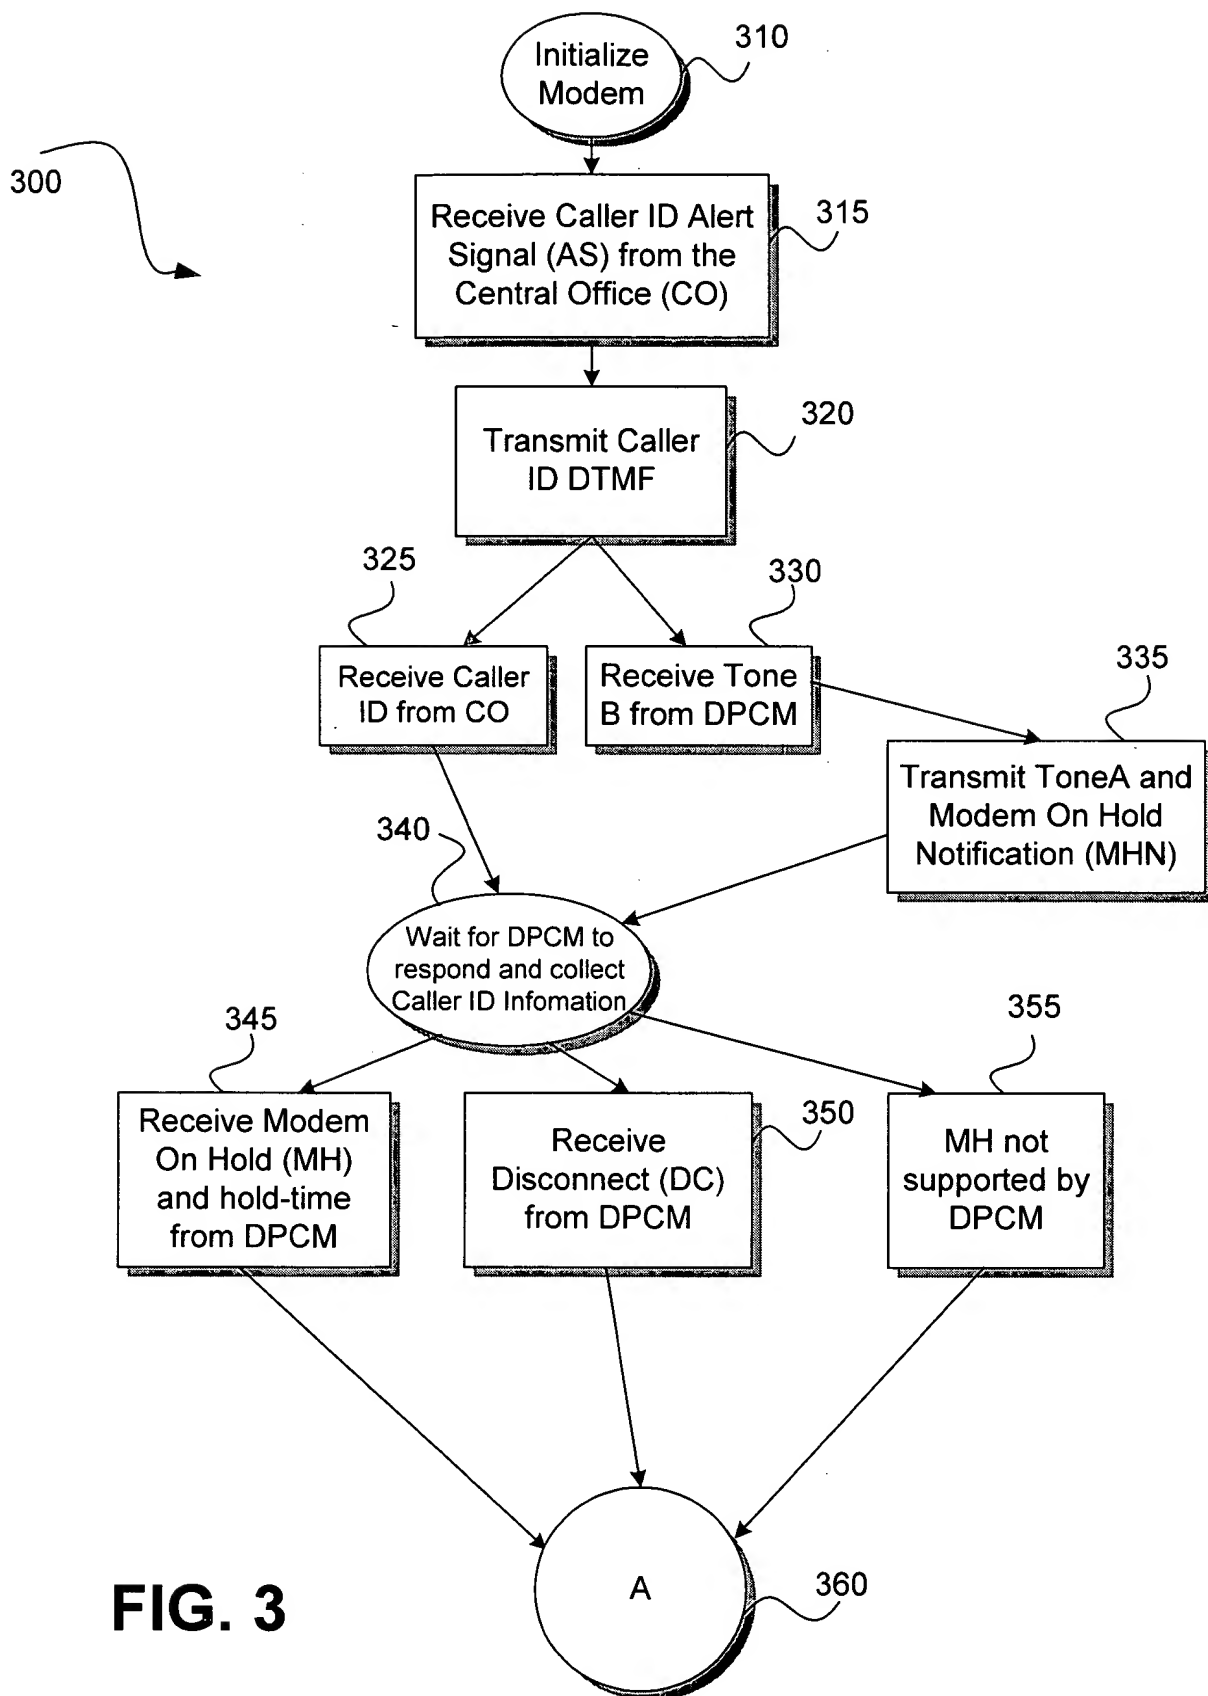 Initialize
Modem
310
300
Receive Caller ID Alert
Signal (AS) from the
Central Office (CO)
315
Transmit Caller
ID DTMF
320
325
330
Receive Caller
ID from CO
Receive Tone
B from DPCM
335
Transmit ToneA and
Modem On Hold
Notification (MHN)
340
Wait for DPCM to
respond and collect
Caller ID Infomation
345
355
Receive Modem
On Hold (MH)
and hold-time
from DPCM
Receive
Disconnect (DC)
from DPCM
350
MH not
supported by
DPCM
A
360
FIG. 3